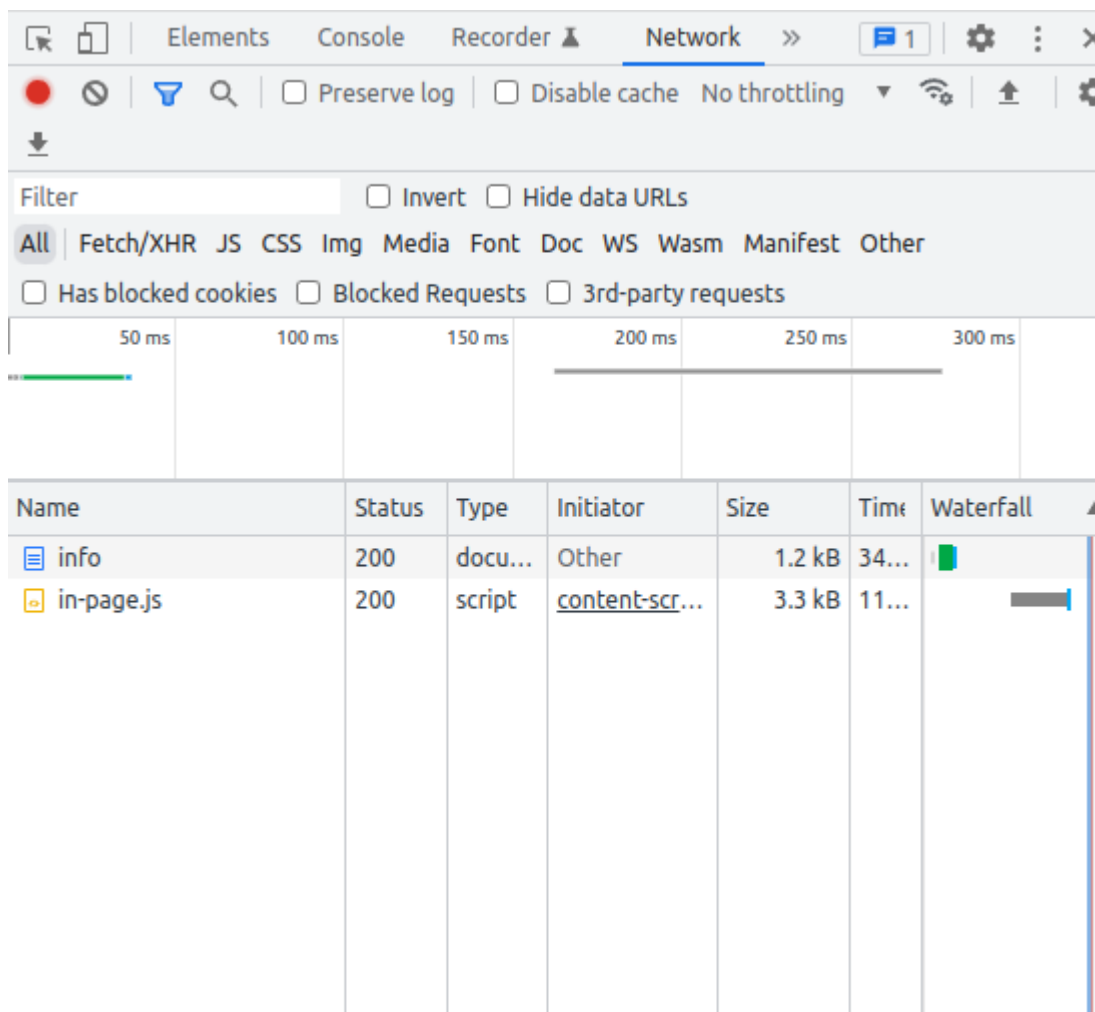 Elements Console Recorder Network » 1
Preserve log Disable cache No throttling
Filter Invert Hide data URLs
All Fetch/XHR JS CSS Img Media Font Doc WS Wasm Manifest Other
Has blocked cookies Blocked Requests 3rd-party requests
50 ms 100 ms 150 ms 200 ms 250 ms 300 ms
Name Status Type Initiator Size Time Waterfall
info 200 docu... Other 1.2 kB 34...
in-page.js 200 script content-scr... 3.3 kB 11...